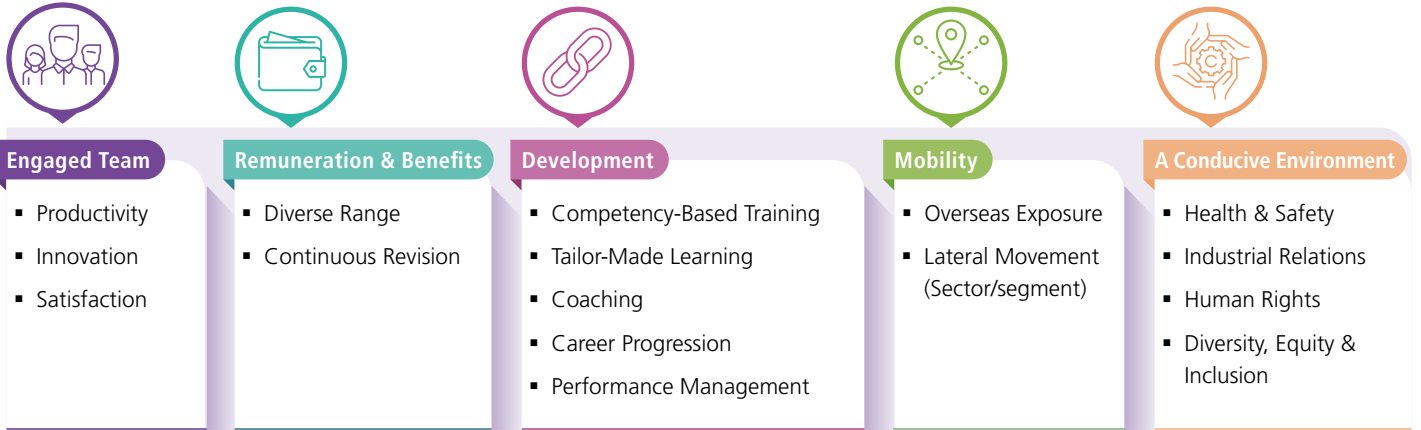 Engaged Team
▪ Productivity
▪ Innovation
▪ Satisfaction
Remuneration & Benefits
▪ Diverse Range
▪ Continuous Revision
Development
▪ Competency-Based Training
▪ Tailor-Made Learning
▪ Coaching
▪ Career Progression
▪ Performance Management
Mobility
▪ Overseas Exposure
▪ Lateral Movement
(Sector/segment)
A Conducive Environment
▪ Health & Safety
▪ Industrial Relations
▪ Human Rights
▪ Diversity, Equity &
Inclusion